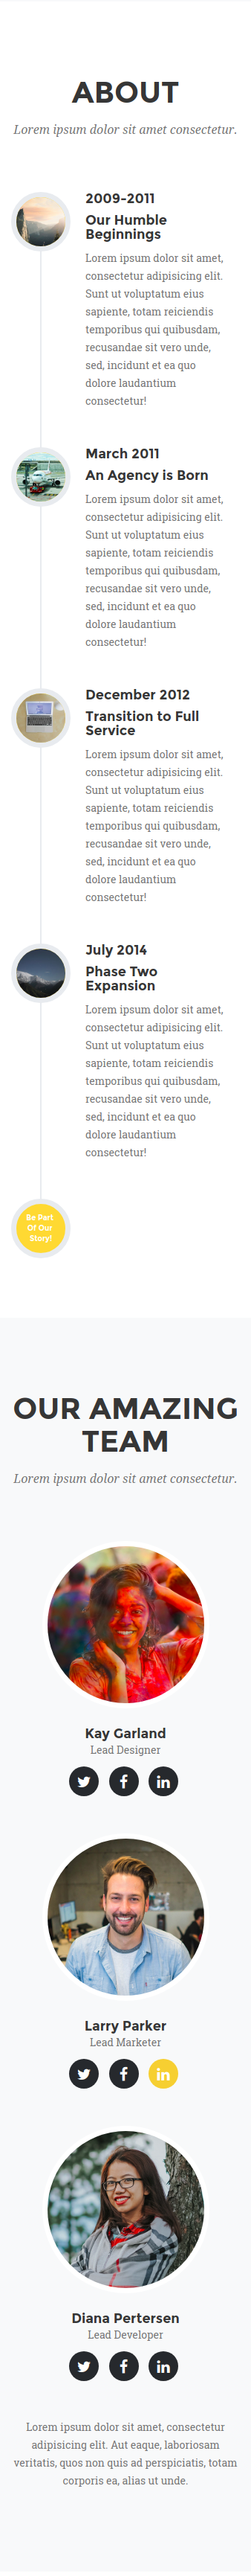 ABOUT
Lorem ipsum dolor sit amet consectetur.
2009-2011
Our Humble
Beginnings
Lorem ipsum dolor sit amet,
consectetur adipisicing elit.
Sunt ut voluptatum eius
sapiente, totam reiciendis
temporibus qui quibusdam,
recusandae sit vero unde,
sed, incidunt et ea quo
dolore laudantium
consectetur!
March 2011
An Agency is Born
Lorem ipsum dolor sit amet,
consectetur adipisicing elit.
Sunt ut voluptatum eius
sapiente, totam reiciendis
temporibus qui quibusdam,
recusandae sit vero unde,
sed, incidunt et ea quo
dolore laudantium
consectetur!
December 2012
Transition to Full
Service
Lorem ipsum dolor sit amet,
consectetur adipisicing elit.
Sunt ut voluptatum eius
sapiente, totam reiciendis
temporibus qui quibusdam,
recusandae sit vero unde,
sed, incidunt et ea quo
dolore laudantium
consectetur!
July 2014
Phase Two
Expansion
Lorem ipsum dolor sit amet,
consectetur adipisicing elit.
Sunt ut voluptatum eius
sapiente, totam reiciendis
temporibus qui quibusdam,
recusandae sit vero unde,
sed, incidunt et ea quo
dolore laudantium
consectetur!
Be Part
Of Our
Story!
OUR AMAZING
TEAM
Lorem ipsum dolor sit amet consectetur.
Kay Garland
Lead Designer
Larry Parker
Lead Marketer
Diana Pertersen
Lead Developer
Lorem ipsum dolor sit amet, consectetur
adipisicing elit. Aut eaque, laboriosam
veritatis, quos non quis ad perspiciatis, totam
corporis ea, alias ut unde.